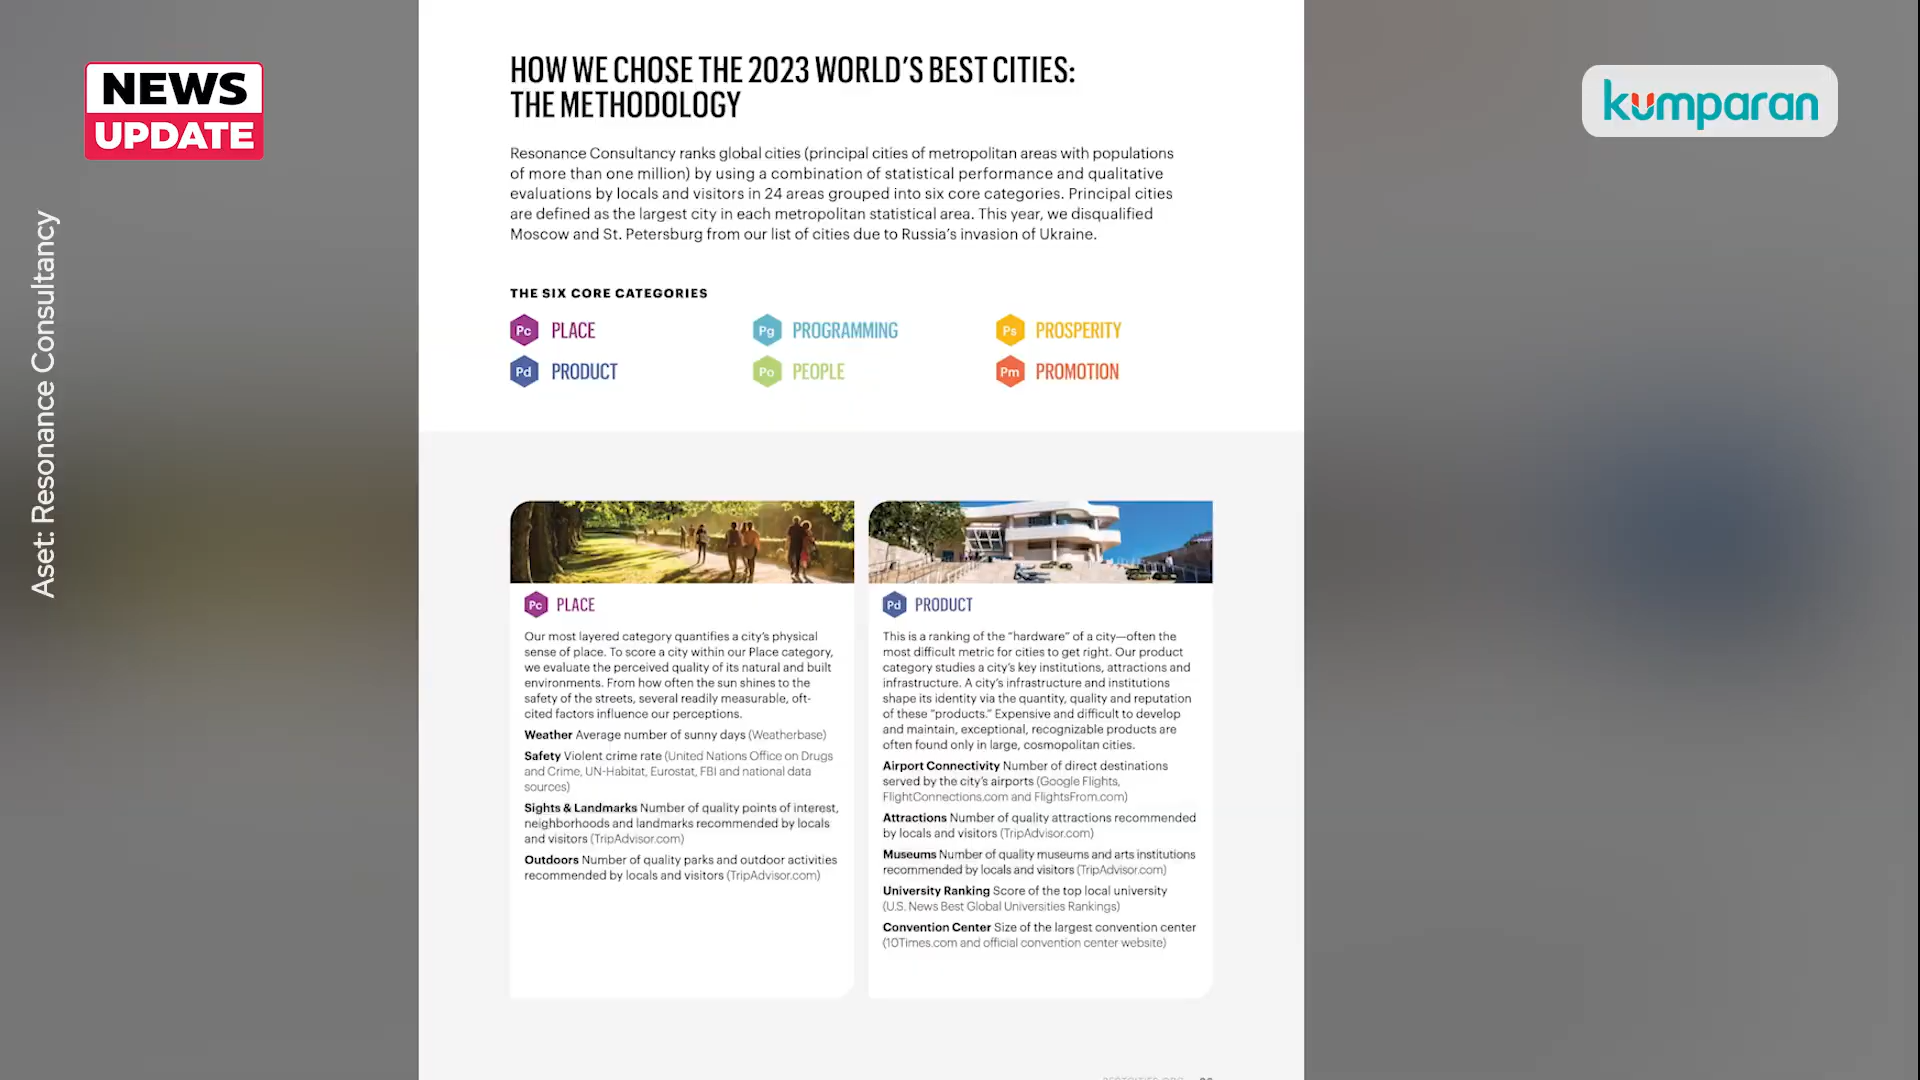 NEWS
UPDATE
kumparan
Aset: Resonance Consultancy
HOW WE CHOSE THE 2023 WORLD'S BEST CITIES:
THE METHODOLOGY
Resonance Consultancy ranks global cities (principal cities of metropolitan areas with populations
of more than one million) by using a combination of statistical performance and qualitative
evaluations by locals and visitors in 24 areas grouped into six core categories. Principal cities
are defined as the largest city in each metropolitan statistical area. This year, we disqualified
Moscow and St. Petersburg from our list of cities due to Russia's invasion of Ukraine.
THE SIX CORE CATEGORIES
Pc PLACE
Pg PROGRAMMING
Ps PROSPERITY
Pd PRODUCT
Po PEOPLE
Pm PROMOTION
Pc PLACE
Our most layered category quantifies a city's physical
sense of place. To score a city within our Place category,
we evaluate the perceived quality of its natural and built
environments. From how often the sun shines to the
safety of the streets, several readily measurable, oft-
cited factors influence our perceptions.
Weather Average number of sunny days (Weatherbase)
Safety Violent crime rate (United Nations Office on Drugs
and Crime, UN-Habitat, Eurostat, FBI and national data
sources)
Sights & Landmarks Number of quality points of interest,
neighborhoods and landmarks recommended by locals
and visitors (TripAdvisor.com)
Outdoors Number of quality parks and outdoor activities
recommended by locals and visitors (TripAdvisor.com)
Pd PRODUCT
This is a ranking of the "hardware" of a city—often the
most difficult metric for cities to get right. Our product
category studies a city's key institutions, attractions and
infrastructure. A city's infrastructure and institutions
shape its identity via the quantity, quality and reputation
of these "products." Expensive and difficult to develop
and maintain, exceptional, recognizable products are
often found only in large, cosmopolitan cities.
Airport Connectivity Number of direct destinations
served by the city's airports (Google Flights,
FlightConnections.com and FlightsFrom.com)
Attractions Number of quality attractions recommended
by locals and visitors (TripAdvisor.com)
Museums Number of quality museums and arts institutions
recommended by locals and visitors (TripAdvisor.com)
University Ranking Score of the top local university
(U.S. News Best Global Universities Rankings)
Convention Center Size of the largest convention center
(10Times.com and official convention center website)